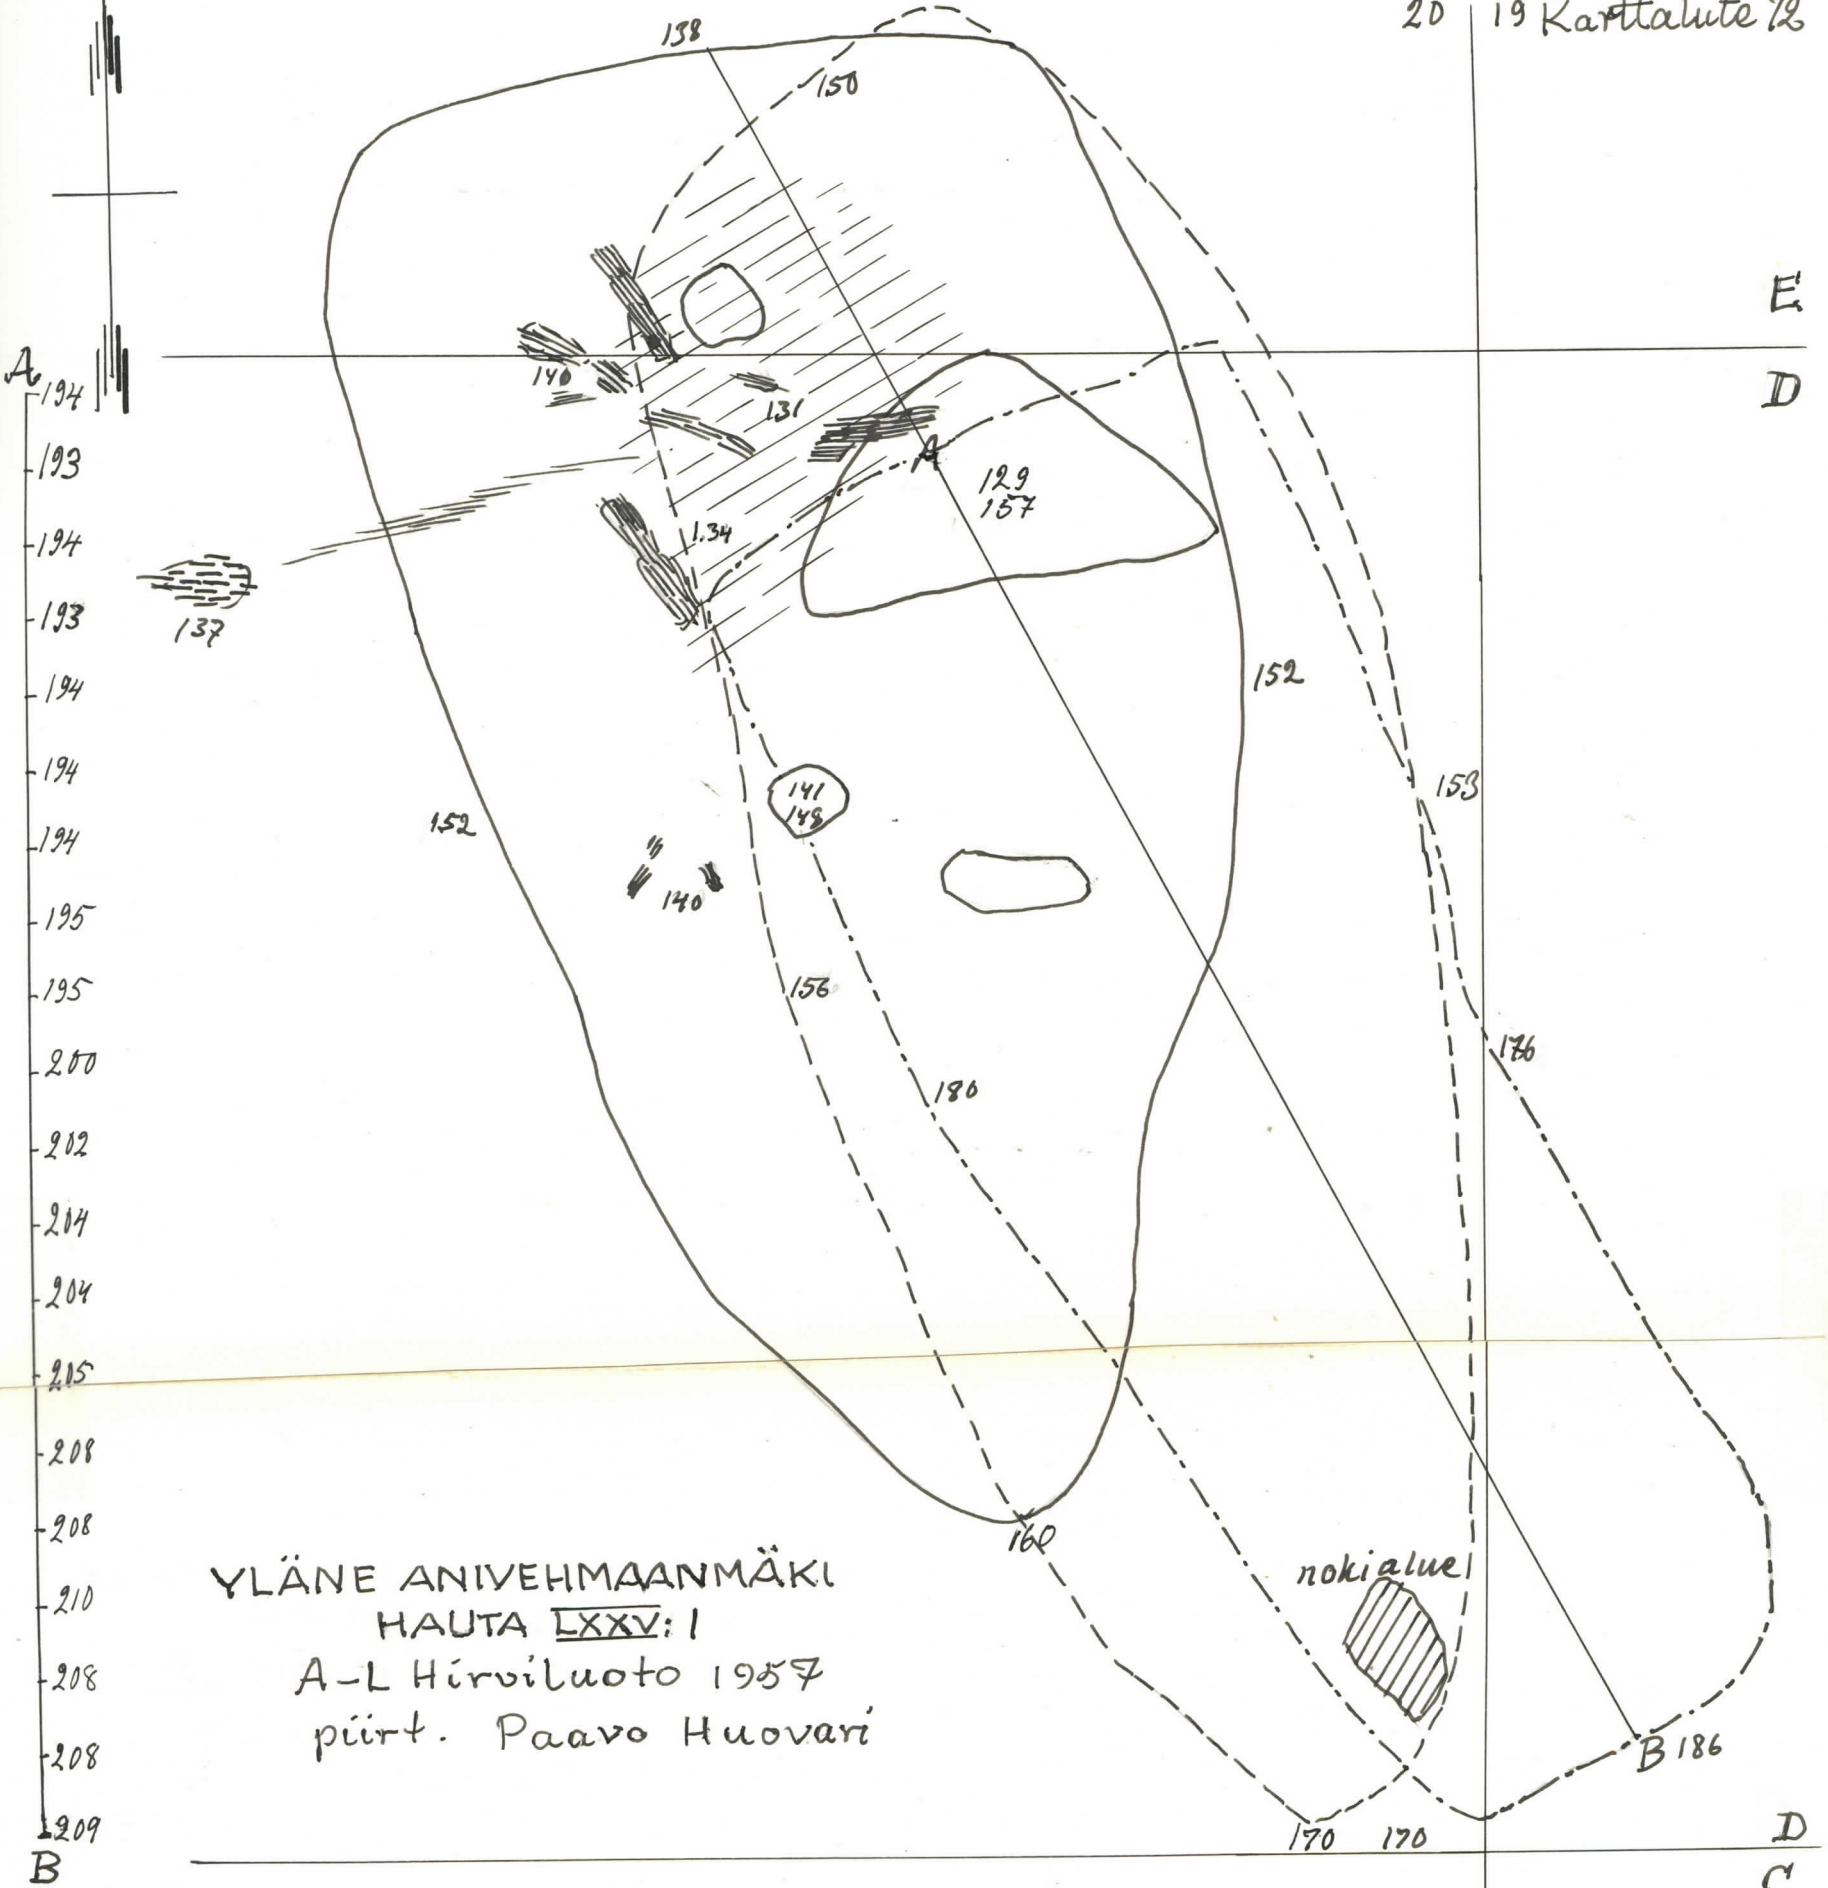 20 19 Karttaliite 12
138
150
E
A
194
140
131
D
193
A
129
157
194
1.34
193
137
194
152
194
141
148
153
194
152
140
195
195
156
200
176
180
202
204
204
205
208
208
160
nokialue
YLÄNE ANIVEHMAANMÄKI
210
HAUTA LXXV: 1
208
A-L Hirviluoto 1957
piirt. Paavo Huovari
208
B 186
209
170 170
D
B
C